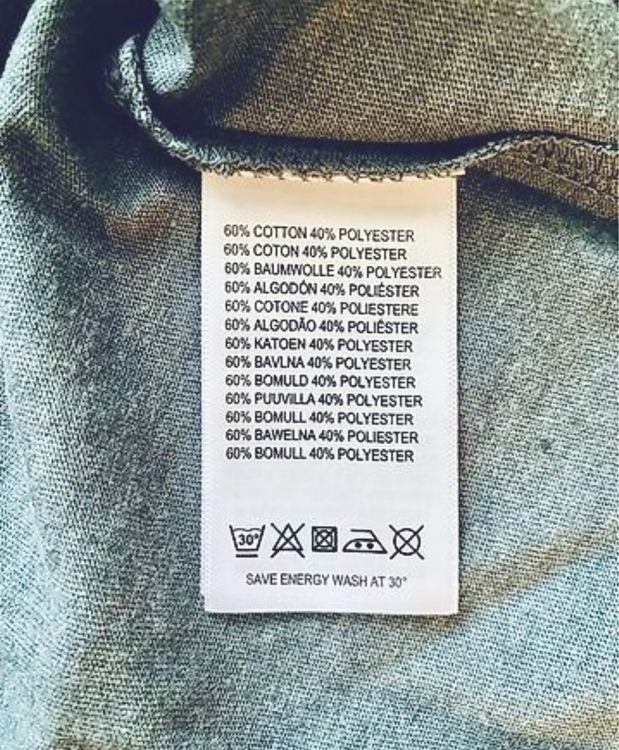 60% COTTON 40% POLYESTER
60% COTON 40% POLYESTER
60% BAUMWOLLE 40% POLYESTER
60% ALGODÓN 40% POLIÉSTER
60% COTONE 40% POLIESTERE
60% ALGODÃO 40% POLIÉSTER
60% KATOEN 40% POLYESTER
60% BAVLNA 40% POLYESTER
60% BOMULD 40% POLYESTER
60% PUUVILLA 40% POLYESTER
60% BOMULL 40% POLYESTER
60% BAWELNA 40% POLIESTER
60% BOMULL 40% POLYESTER
30°
SAVE ENERGY WASH AT 30°